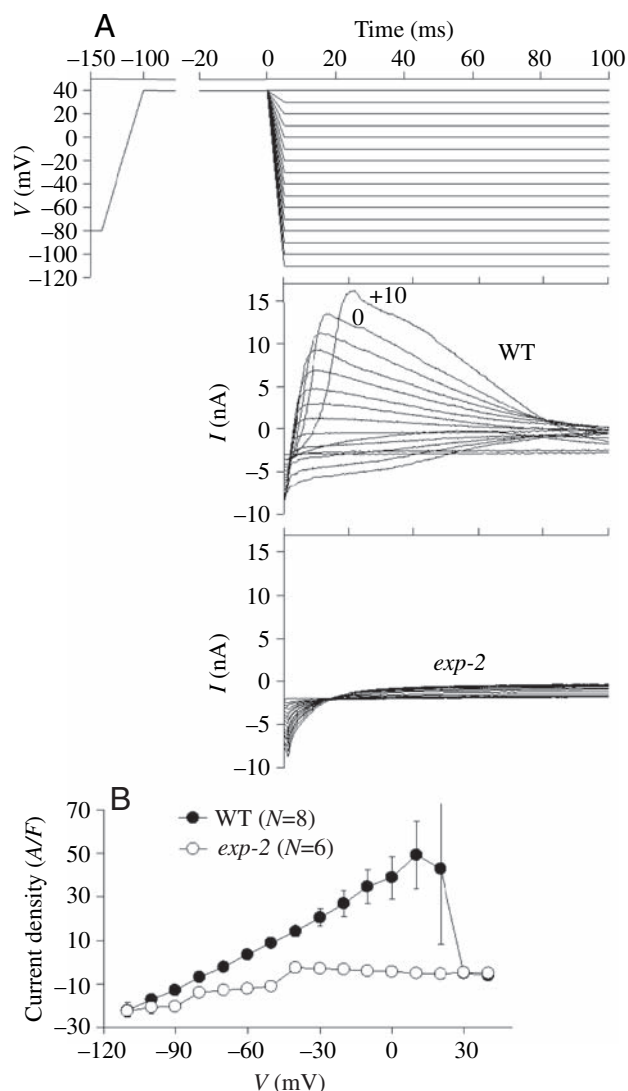 A
Time (ms)
−150 −100 −20 0 20 40 60 80 100
V (mV)
40
20
0
−20
−40
−60
−80
−100
−120
I (nA)
15
10
5
0
−5
−10
+10
0
WT
I (nA)
15
10
5
0
−5
−10
exp-2
B
Current density (A/F)
70
50
30
10
−10
−30
WT (N=8)
exp-2 (N=6)
−120 −90 −60 −30 0 30
V (mV)